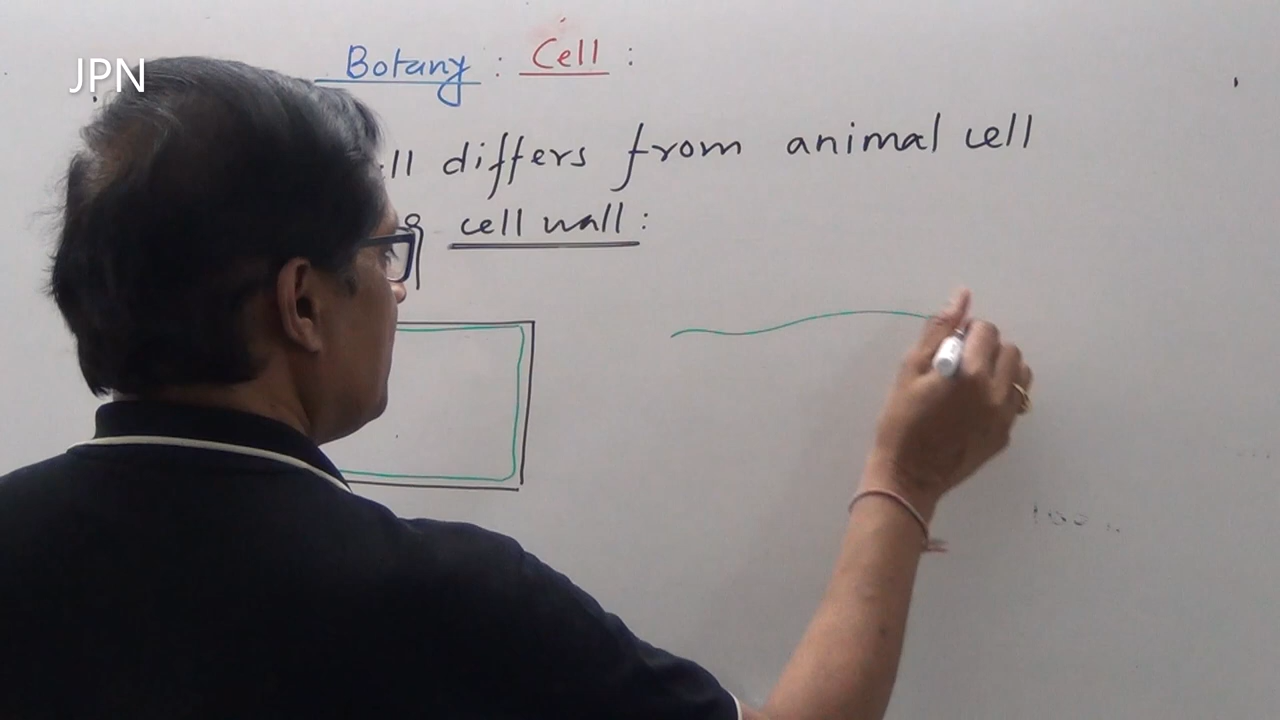 JPN
Botany : Cell :
ll differs from animal cell
cell wall :